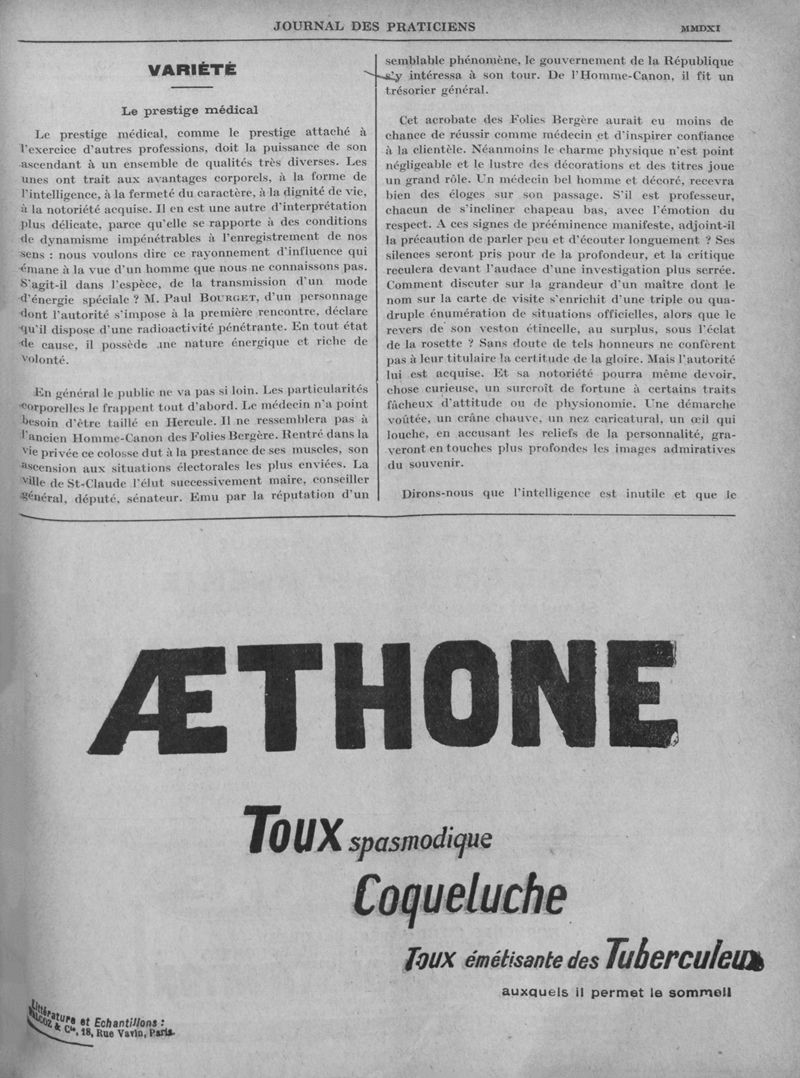 JOURNAL DES PRATICIENS
MMDXI
VARIÉTÉ
Le prestige médical
Le prestige médical, comme le prestige attaché à
l'exercice d'autres professions, doit la puissance de son
ascendant à un ensemble de qualités très diverses. Les
unes ont trait aux avantages corporels, à la forme de
l'intelligence, à la fermeté du caractère, à la dignité de vie,
à la notoriété acquise. Il en est une autre d'interprétation
plus délicate, parce qu'elle se rapporte à des conditions
de dynamisme impénétrables à l'enregistrement de nos
sens : nous voulons dire ce rayonnement d'influence qui
émane à la vue d'un homme que nous ne connaissons pas.
S'agit-il dans l'espèce, de la transmission d'un mode
d'énergie spéciale ? M. Paul BOURGET, d'un personnage
dont l'autorité s'impose à la première rencontre, déclare
qu'il dispose d'une radioactivité pénétrante. En tout état
de cause, il possède une nature énergique et riche de
volonté.
En général le public ne va pas si loin. Les particularités
corporelles le frappent tout d'abord. Le médecin n'a point
besoin d'être taillé en Hercule. Il ne ressemblera pas à
l'ancien Homme-Canon des Folies Bergère. Rentré dans la
vie privée ce colosse dut à la prestance de ses muscles, son
ascension aux situations électorales les plus enviées. La
ville de St-Claude l'élut successivement maire, conseiller
général, député, sénateur. Emu par la réputation d'un
semblable phénomène, le gouvernement de la République
s'y intéressa à son tour. De l'Homme-Canon, il fit un
trésorier général.
Cet acrobate des Folies Bergère aurait eu moins de
chance de réussir comme médecin et d'inspirer confiance
à la clientèle. Néanmoins le charme physique n'est point
négligeable et le lustre des décorations et des titres joue
un grand rôle. Un médecin bel homme et décoré, recevra
bien des éloges sur son passage. S'il est professeur,
chacun de s'incliner chapeau bas, avec l'émotion du
respect. A ces signes de prééminence manifeste, adjoint-il
la précaution de parler peu et d'écouter longuement ? Ses
silences seront pris pour de la profondeur, et la critique
reculera devant l'audace d'une investigation plus serrée.
Comment discuter sur la grandeur d'un maître dont le
nom sur la carte de visite s'enrichit d'une triple ou qua-
druple énumération de situations officielles, alors que le
revers de son veston étincelle, au surplus, sous l'éclat
de la rosette ? Sans doute de tels honneurs ne confèrent
pas à leur titulaire la certitude de la gloire. Mais l'autorité
lui est acquise. Et sa notoriété pourra même devoir,
chose curieuse, un surcroît de fortune à certains traits
fâcheux d'attitude ou de physionomie. Une démarche
voûtée, un crâne chauve, un nez caricatural, un œil qui
louche, en accusant les reliefs de la personnalité, gra-
veront en touches plus profondes les images admiratives
du souvenir.
Dirons-nous que l'intelligence est inutile et que le
ÆTHONE
Toux spasmodique
Coqueluche
Toux émétisante des Tuberculeux
auxquels il permet le sommeil
Littérature et Echantillons :
& Cie, 18, Rue Vavin, Paris.